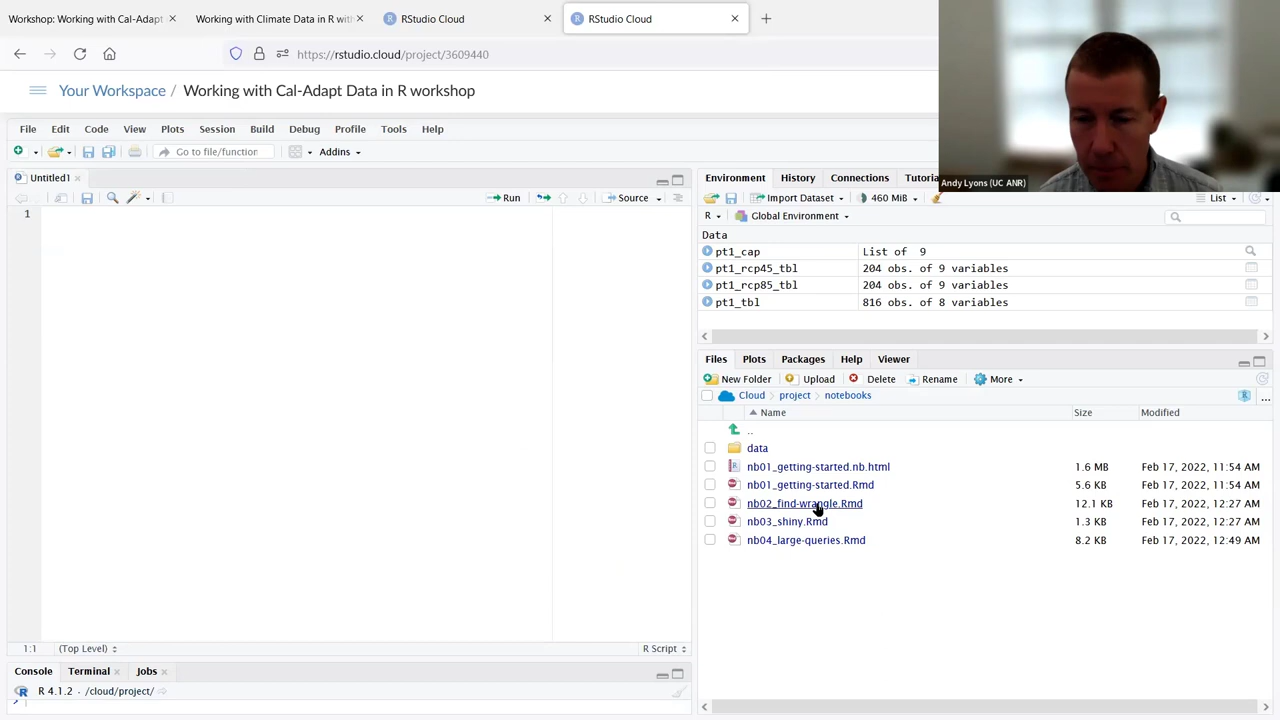 Workshop: Working with Cal-Adapt
Working with Climate Data in R with
RStudio Cloud
RStudio Cloud
https://rstudio.cloud/project/3609440
Your Workspace / Working with Cal-Adapt Data in R workshop
File Edit Code View Plots Session Build Debug Profile Tools Help
Go to file/function Addins
Andy Lyons (UC ANR)
Untitled1
Run Source
1
1:1 (Top Level) R Script
Console Terminal Jobs
R 4.1.2 · /cloud/project/
>
Environment History Connections Tutoria
Import Dataset 460 MiB List
R Global Environment
Data
pt1_cap List of 9
pt1_rcp45_tbl 204 obs. of 9 variables
pt1_rcp85_tbl 204 obs. of 9 variables
pt1_tbl 816 obs. of 8 variables
Files Plots Packages Help Viewer
New Folder Upload Delete Rename More
Cloud project notebooks
Name Size Modified
..
data
nb01_getting-started.nb.html 1.6 MB Feb 17, 2022, 11:54 AM
nb01_getting-started.Rmd 5.6 KB Feb 17, 2022, 11:54 AM
nb02_find-wrangle.Rmd 12.1 KB Feb 17, 2022, 12:27 AM
nb03_shiny.Rmd 1.3 KB Feb 17, 2022, 12:27 AM
nb04_large-queries.Rmd 8.2 KB Feb 17, 2022, 12:49 AM